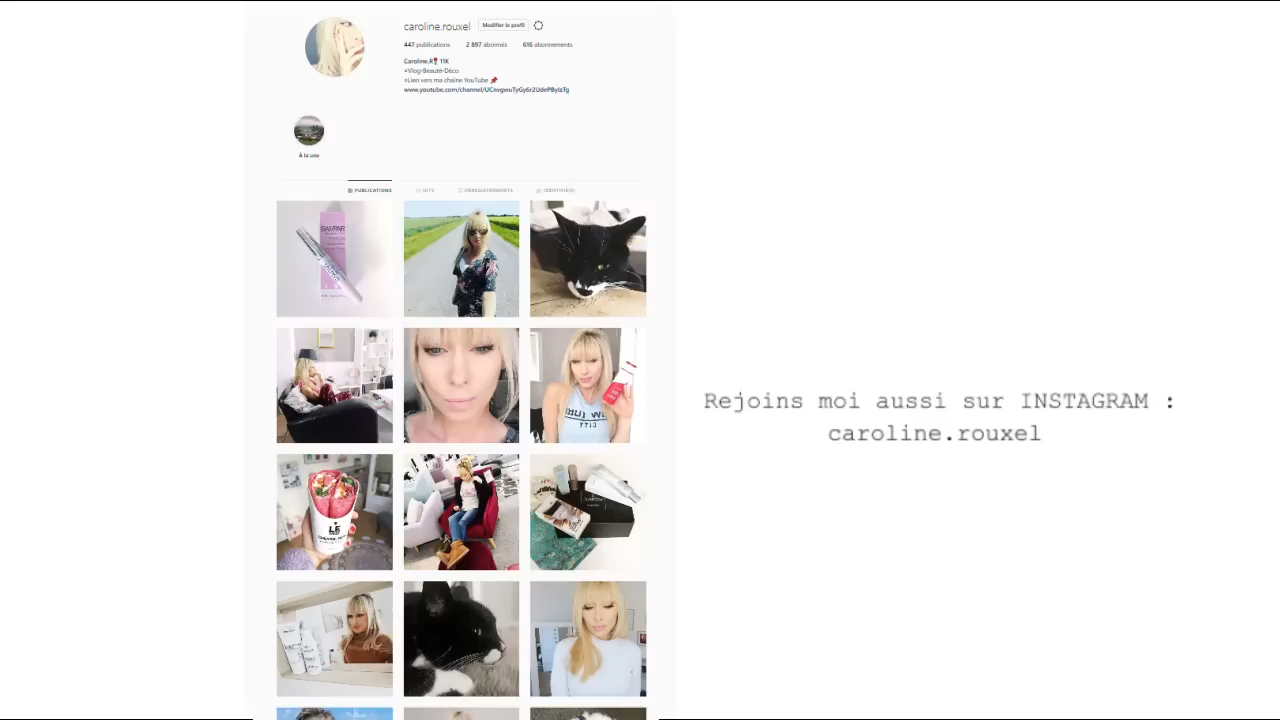 caroline.rouxel Modifier le profil
447 publications 2 897 abonnés 616 abonnements
Caroline.R 11K
Vlog-Beauté-Déco
Lien vers ma chaîne YouTube
À la une
PUBLICATIONS IGTV ENREGISTREMENTS IDENTIFIÉ(E)
Rejoins moi aussi sur INSTAGRAM :
caroline.rouxel